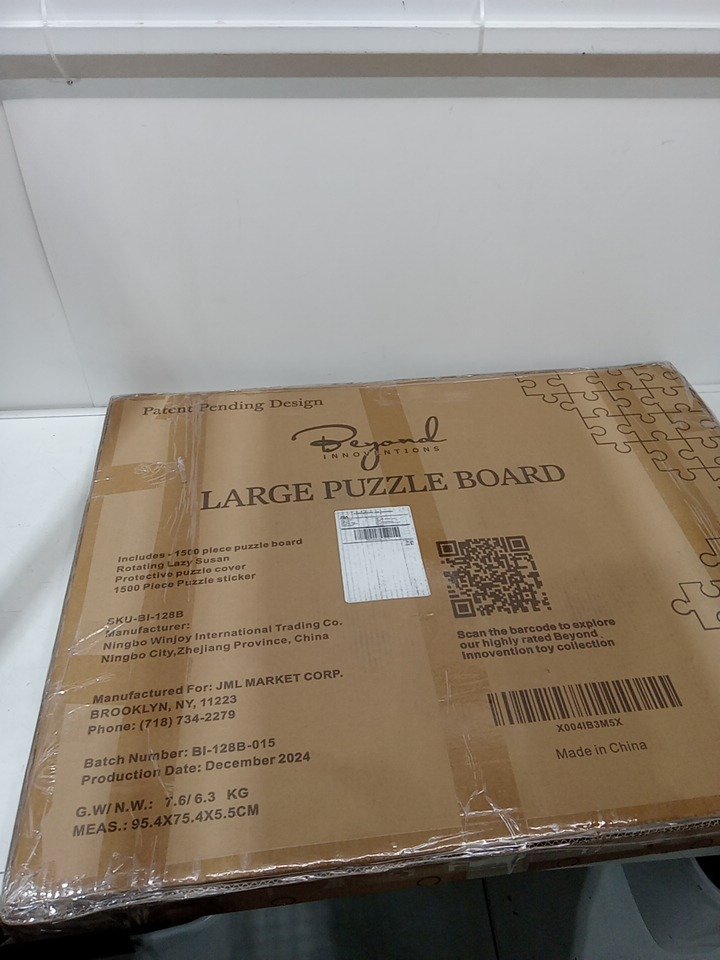 Patent Pending Design
Beyond
INNOVENTIONS
LARGE PUZZLE BOARD
Includes - 1500 piece puzzle board
Rotating Lazy Susan
Protective puzzle cover
1500 Piece Puzzle sticker
SKU-BI-128B
Manufacturer:
Ningbo Winjoy International Trading Co.
Ningbo City,Zhejiang Province, China
Manufactured For: JML MARKET CORP.
BROOKLYN, NY, 11223
Phone: (718) 734-2279
Batch Number: BI-128B-015
Production Date: December 2024
G.W/ N.W.: 7.6/ 6.3 KG
MEAS.: 95.4X75.4X5.5CM
Scan the barcode to explore
our highly rated Beyond
Innovention toy collection
X004IB3M5X
Made in China